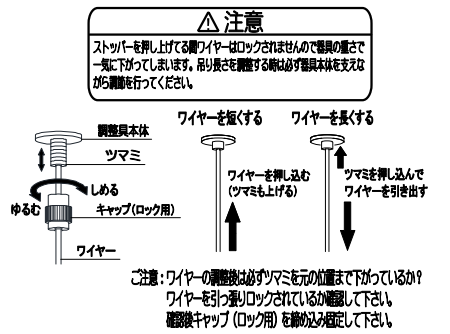 ⚠ 注意
ストッパーを押し上げてる間ワイヤーはロックされませんので器具の重さで
一気に下がってしまいます。吊り長さを調整する時は必ず器具本体を支えな
がら調節を行ってください。
調整具本体
ツマミ
しめる
ゆるむ
キャップ(ロック用)
ワイヤー
ワイヤーを短くする
ワイヤーを押し込む
(ツマミも上げる)
ワイヤーを長くする
ツマミを押し込んで
ワイヤーを引き出す
ご注意:ワイヤーの調整後は必ずツマミを元の位置まで下がっているか?
ワイヤーを引っ張りロックされているか確認して下さい。
確認後キャップ(ロック用)を締め込み固定して下さい。